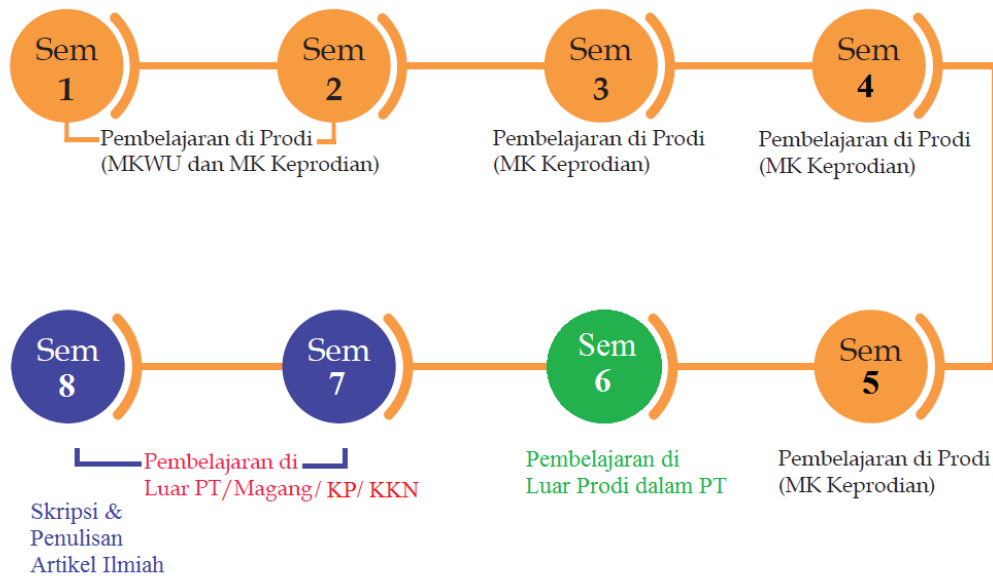 Sem
1
Sem
2
Sem
3
Sem
4
Pembelajaran di Prodi
(MKWU dan MK Keprodian)
Pembelajaran di Prodi
(MK Keprodian)
Pembelajaran di Prodi
(MK Keprodian)
Sem
8
Sem
7
Sem
6
Sem
5
Pembelajaran di
Luar PT/Magang/ KP/ KKN
Pembelajaran di
Luar Prodi dalam PT
Pembelajaran di Prodi
(MK Keprodian)
Skripsi &
Penulisan
Artikel Ilmiah